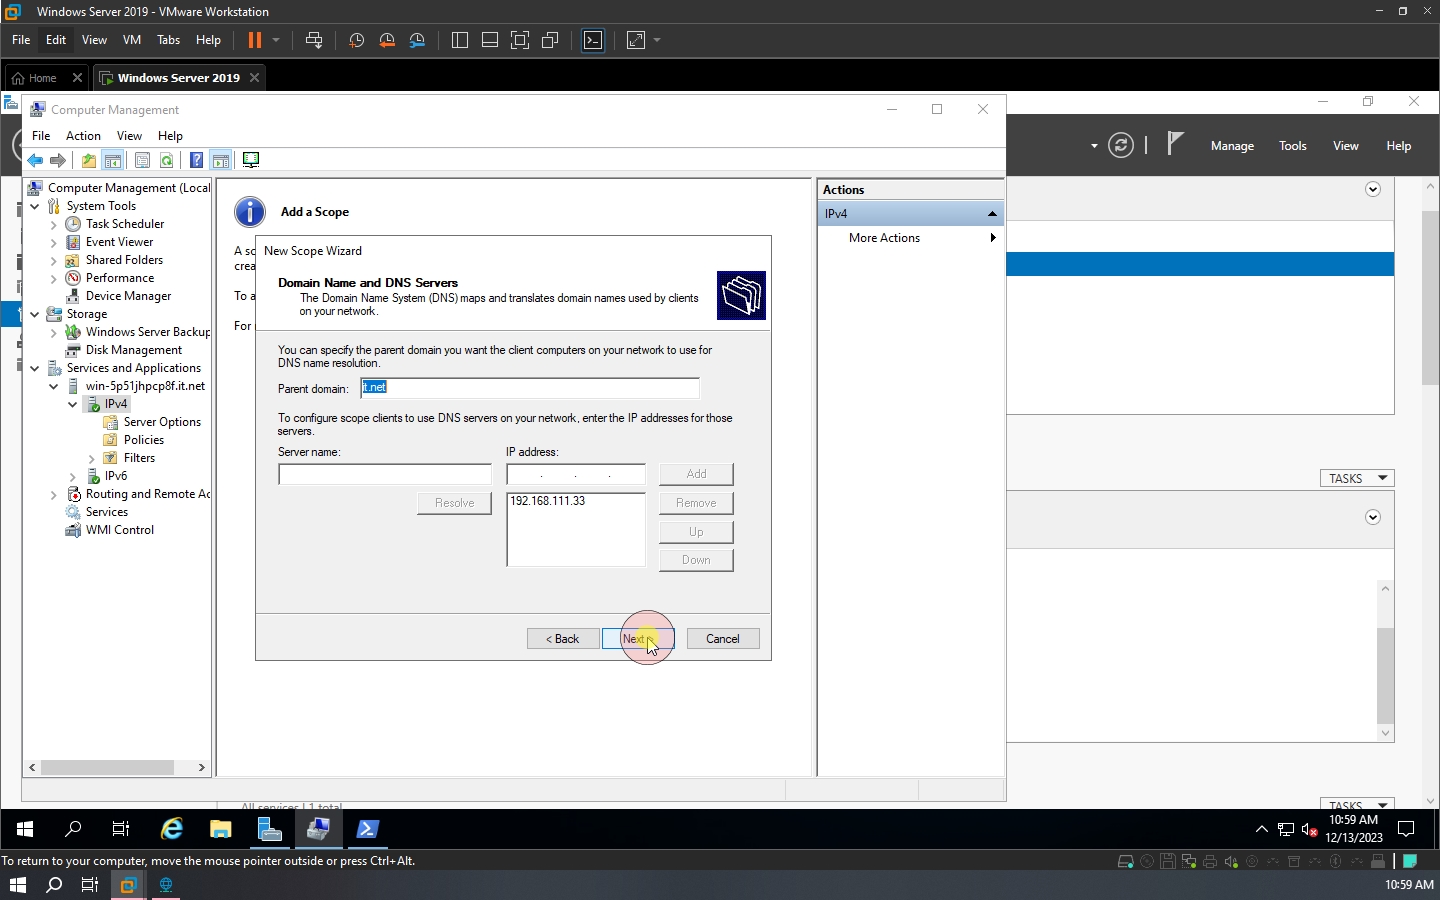 Windows Server 2019 - VMware Workstation
File Edit View VM Tabs Help
Home
Windows Server 2019
Computer Management
File Action View Help
Manage Tools View Help
Computer Management (Local
System Tools
Task Scheduler
Event Viewer
Shared Folders
Performance
Device Manager
Storage
Windows Server Backup
Disk Management
Services and Applications
win-5p51jhpcp8f.it.net
IPv4
Server Options
Policies
Filters
IPv6
Routing and Remote Ac
Services
WMI Control
Add a Scope
A sc
crea
To a
For
New Scope Wizard
Domain Name and DNS Servers
The Domain Name System (DNS) maps and translates domain names used by clients
on your network.
You can specify the parent domain you want the client computers on your network to use for
DNS name resolution.
Parent domain: it.net
To configure scope clients to use DNS servers on your network, enter the IP addresses for those
servers.
Server name: IP address:
. . . Add
Resolve 192.168.111.33 Remove
Up
Down
< Back Next > Cancel
Actions
IPv4
More Actions
TASKS
TASKS
All services | 1 total
10:59 AM
12/13/2023
To return to your computer, move the mouse pointer outside or press Ctrl+Alt.
10:59 AM